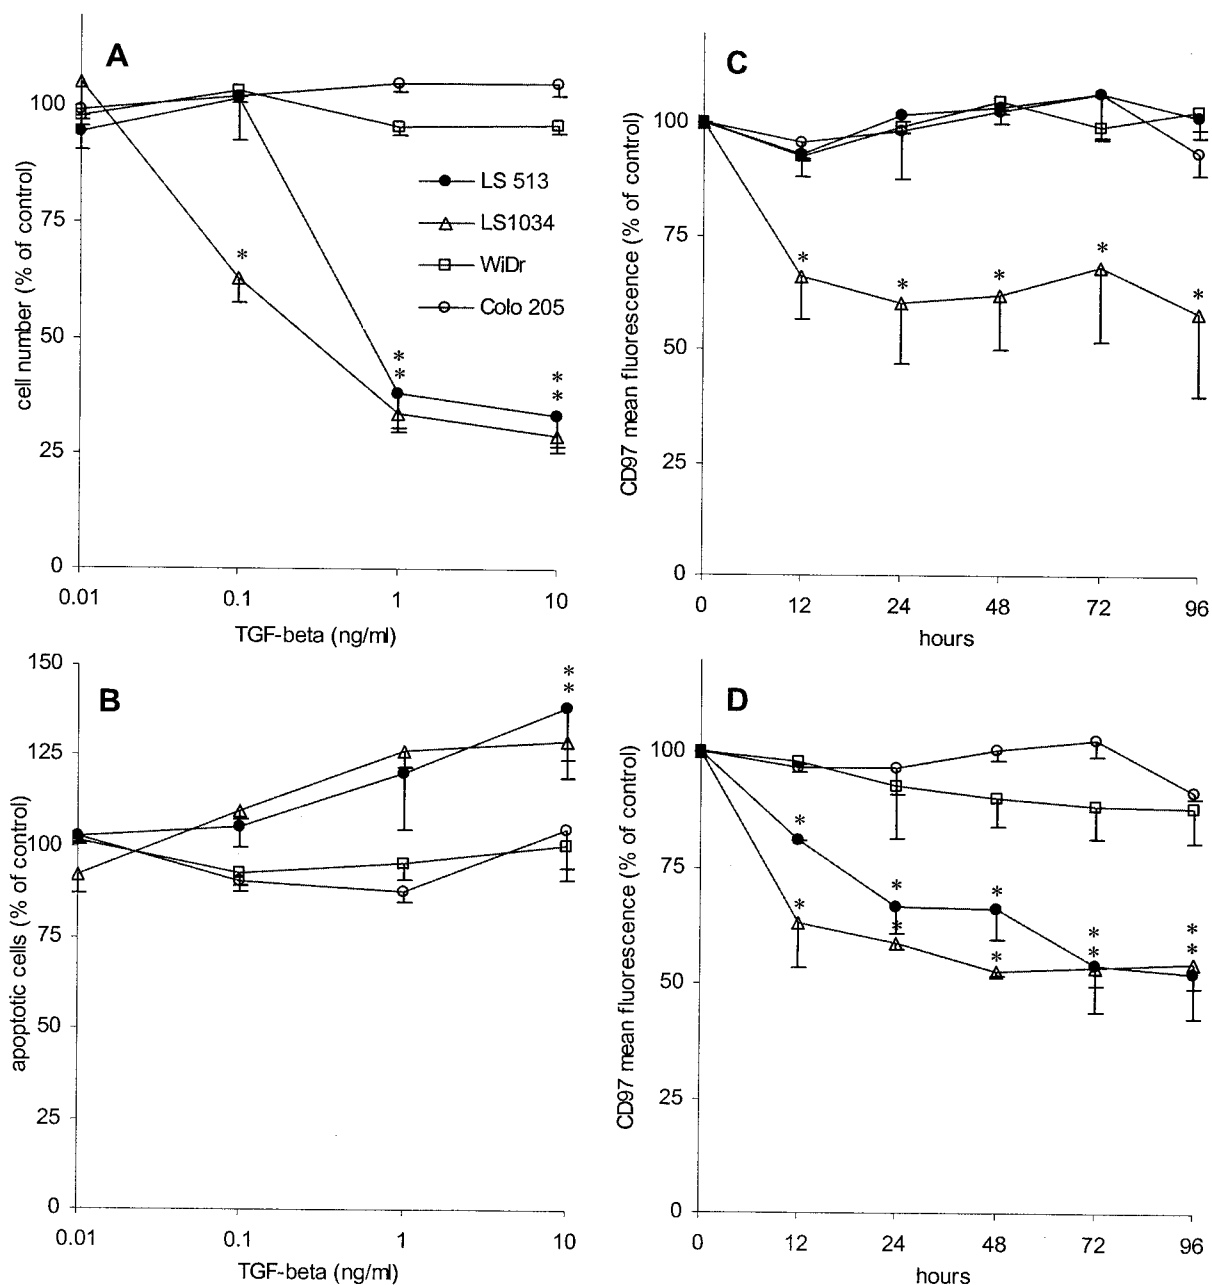 A
cell number (% of control)
100
75
50
25
0
0.01 0.1 1 10
TGF-beta (ng/ml)
LS 513
LS1034
WiDr
Colo 205
*
*
*
*
*
C
CD97 mean fluorescence (% of control)
100
75
50
25
0
0 12 24 48 72 96
hours
* * * * *
B
apoptotic cells (% of control)
150
125
100
75
50
25
0
0.01 0.1 1 10
TGF-beta (ng/ml)
*
*
D
CD97 mean fluorescence (% of control)
100
75
50
25
0
0 12 24 48 72 96
hours
* * * * *
* * * * *